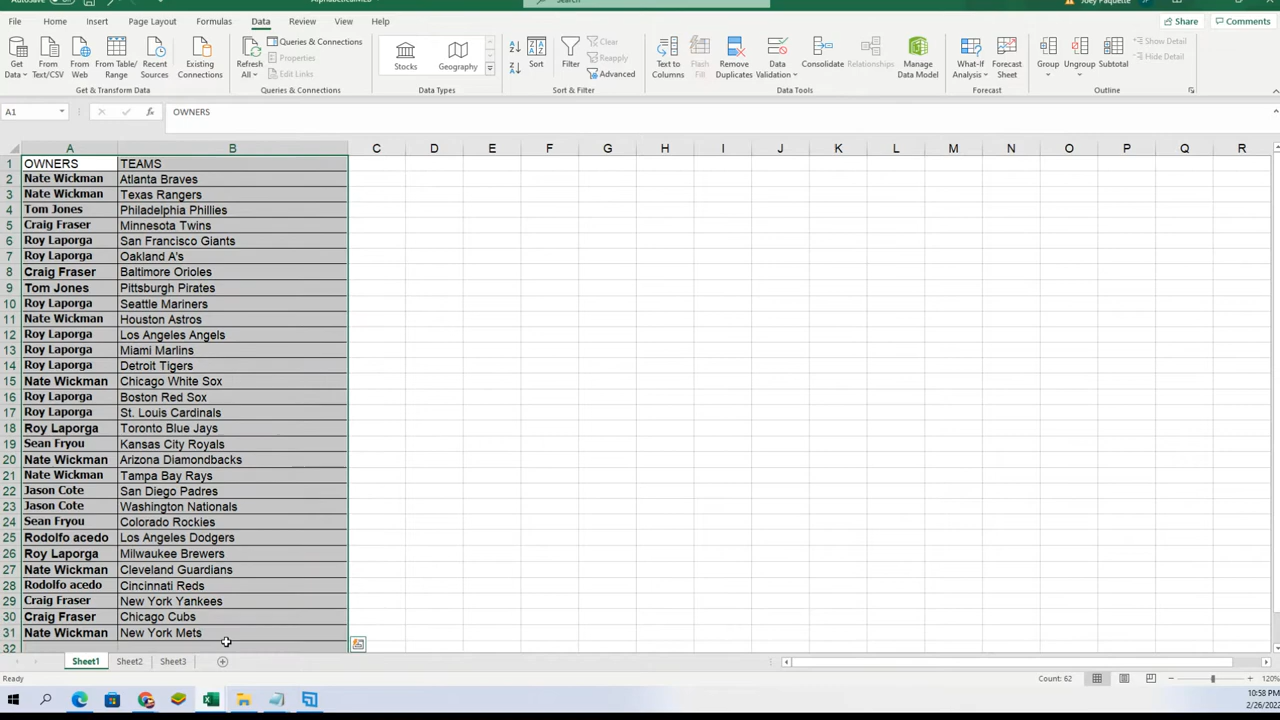 AutoSave
Search
Joey Paquette
File Home Insert Page Layout Formulas Data Review View Help Share Comments
Get Data From Text/CSV From Web From Table/Range Recent Sources Existing Connections
Refresh All Queries & Connections Properties Edit Links
Stocks Geography
Sort Filter Clear Reapply Advanced
Text to Columns Flash Fill Remove Duplicates Data Validation Consolidate Relationships Manage Data Model
What-If Analysis Forecast Sheet
Group Ungroup Subtotal Show Detail Hide Detail
Get & Transform Data Queries & Connections Data Types Sort & Filter Data Tools Forecast Outline
A1 fx OWNERS
A B C D E F G H I J K L M N O P Q R
1 OWNERS TEAMS
2 Nate Wickman Atlanta Braves
3 Nate Wickman Texas Rangers
4 Tom Jones Philadelphia Phillies
5 Craig Fraser Minnesota Twins
6 Roy Laporga San Francisco Giants
7 Roy Laporga Oakland A's
8 Craig Fraser Baltimore Orioles
9 Tom Jones Pittsburgh Pirates
10 Roy Laporga Seattle Mariners
11 Nate Wickman Houston Astros
12 Roy Laporga Los Angeles Angels
13 Roy Laporga Miami Marlins
14 Roy Laporga Detroit Tigers
15 Nate Wickman Chicago White Sox
16 Roy Laporga Boston Red Sox
17 Roy Laporga St. Louis Cardinals
18 Roy Laporga Toronto Blue Jays
19 Sean Fryou Kansas City Royals
20 Nate Wickman Arizona Diamondbacks
21 Nate Wickman Tampa Bay Rays
22 Jason Cote San Diego Padres
23 Jason Cote Washington Nationals
24 Sean Fryou Colorado Rockies
25 Rodolfo acedo Los Angeles Dodgers
26 Roy Laporga Milwaukee Brewers
27 Nate Wickman Cleveland Guardians
28 Rodolfo acedo Cincinnati Reds
29 Craig Fraser New York Yankees
30 Craig Fraser Chicago Cubs
31 Nate Wickman New York Mets
32
Sheet1 Sheet2 Sheet3
Ready Count: 62 120%
10:58 PM